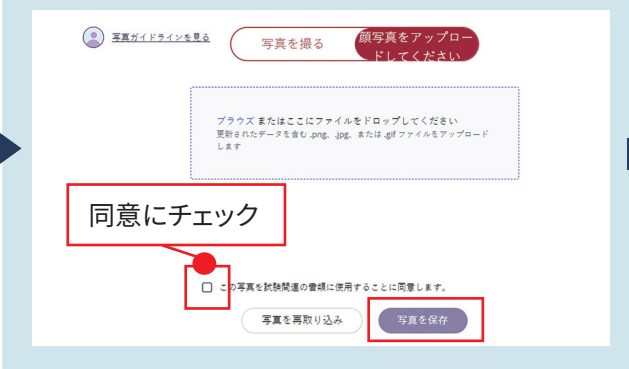 写真ガイドラインを見る
写真を撮る
顔写真をアップロー
ドしてください
ブラウズ またはここにファイルをドロップしてください
更新されたデータを含む .png、.jpg、または .gif ファイルをアップロード
します
同意にチェック
この写真を試験関連の書類に使用することに同意します。
写真を再取り込み
写真を保存